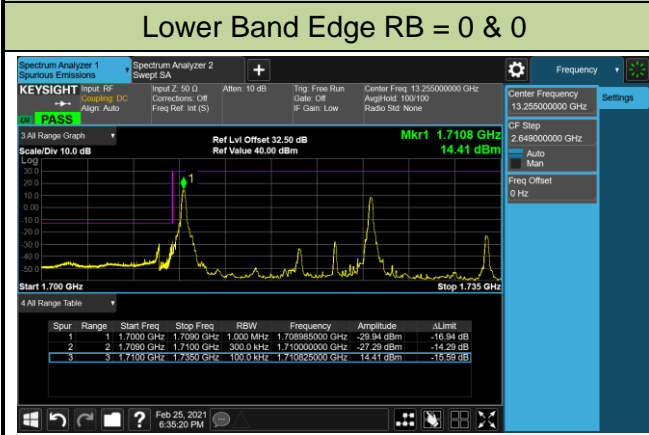 Lower Band Edge RB = 0 & 0
Spectrum Analyzer 1
Spurious Emissions
Spectrum Analyzer 2
Swept SA
+
Frequency
KEYSIGHT
Input: RF
Coupling: DC
Align: Auto
Input Z: 50 Ω
Corrections: Off
Freq Ref: Int (S)
Atten: 10 dB
Trig: Free Run
Gate: Off
IF Gain: Low
Center Freq: 13.255000000 GHz
Avg|Hold: 100/100
Radio Std: None
PASS
Center Frequency
13.255000000 GHz
Settings
CF Step
2.649000000 GHz
Auto
Man
Freq Offset
0 Hz
3 All Range Graph
Scale/Div 10.0 dB
Ref Lvl Offset 32.50 dB
Ref Value 40.00 dBm
Mkr1 1.7108 GHz
14.41 dBm
Log
30.0
20.0
10.0
0.00
-10.0
-20.0
-30.0
-40.0
-50.0
1
Start 1.700 GHz
Stop 1.735 GHz
4 All Range Table
Spur Range Start Freq Stop Freq RBW Frequency Amplitude ΔLimit
1 1 1.7000 GHz 1.7090 GHz 1.000 MHz 1.708985000 GHz -29.94 dBm -16.94 dB
2 2 1.7090 GHz 1.7100 GHz 300.0 kHz 1.710000000 GHz -27.29 dBm -14.29 dB
3 3 1.7100 GHz 1.7350 GHz 100.0 kHz 1.710825000 GHz 14.41 dBm -15.59 dB
?
Feb 25, 2021
6:35:20 PM